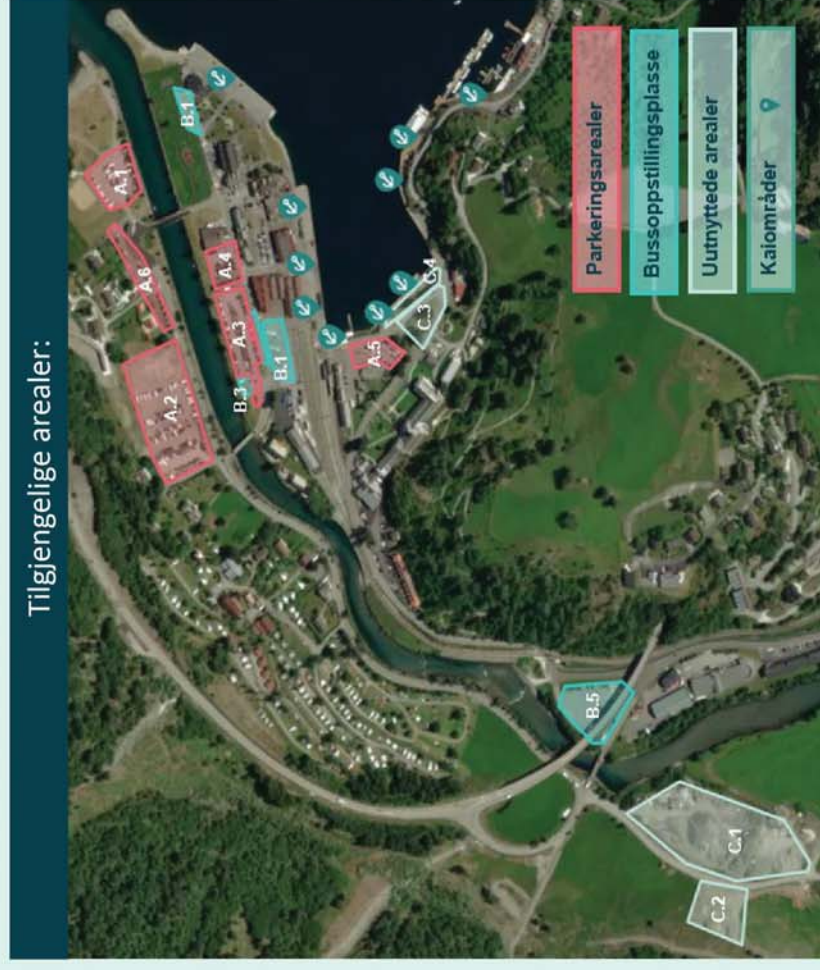 Tilgjengelige arealer:
A.1
A.6
A.2
B.1
A.4
A.3
B.3
B.1
A.5
C.3
C.4
B.5
C.1
C.2
Parkeringsarealer
Bussoppstillingsplasse
Uutnyttede arealer
Kaiområder